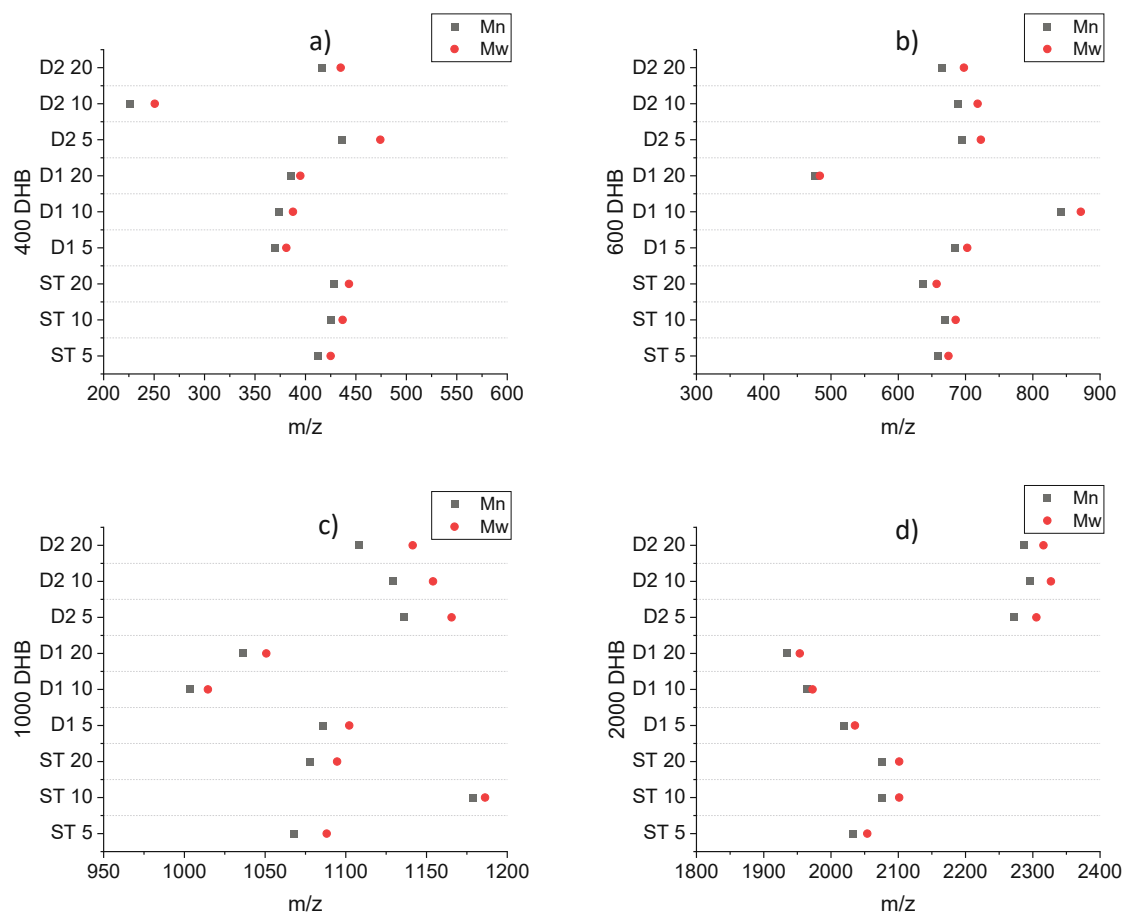 a)
Mn
Mw
400 DHB
D2 20
D2 10
D2 5
D1 20
D1 10
D1 5
ST 20
ST 10
ST 5
200 250 300 350 400 450 500 550 600
m/z
b)
Mn
Mw
600 DHB
D2 20
D2 10
D2 5
D1 20
D1 10
D1 5
ST 20
ST 10
ST 5
300 400 500 600 700 800 900
m/z
c)
Mn
Mw
1000 DHB
D2 20
D2 10
D2 5
D1 20
D1 10
D1 5
ST 20
ST 10
ST 5
950 1000 1050 1100 1150 1200
m/z
d)
Mn
Mw
2000 DHB
D2 20
D2 10
D2 5
D1 20
D1 10
D1 5
ST 20
ST 10
ST 5
1800 1900 2000 2100 2200 2300 2400
m/z